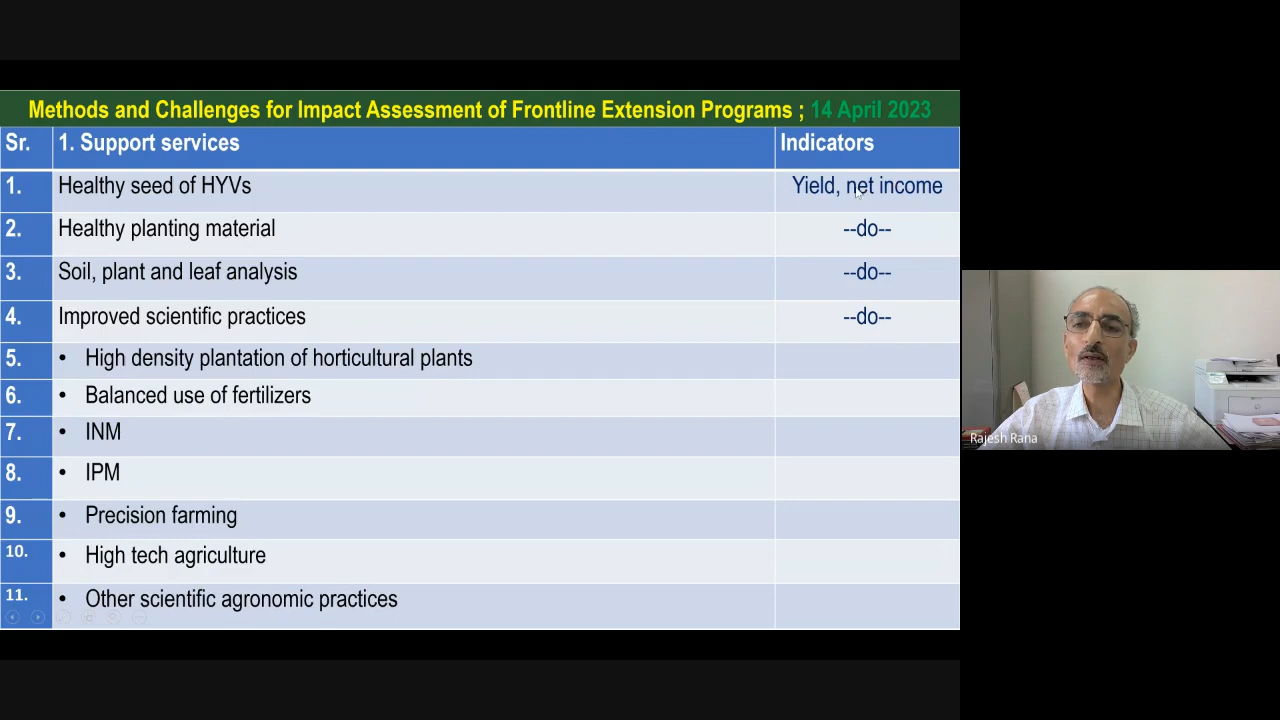 Methods and Challenges for Impact Assessment of Frontline Extension Programs ; 14 April 2023
Sr. 1. Support services Indicators
1. Healthy seed of HYVs Yield, net income
2. Healthy planting material --do--
3. Soil, plant and leaf analysis --do--
4. Improved scientific practices --do--
5. • High density plantation of horticultural plants
6. • Balanced use of fertilizers
7. • INM
8. • IPM
9. • Precision farming
10. • High tech agriculture
11. • Other scientific agronomic practices
Rajesh Rana